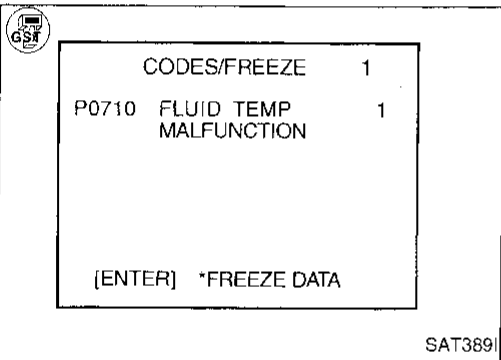 GST
CODES/FREEZE 1
P0710 FLUID TEMP 1
MALFUNCTION
[ENTER] *FREEZE DATA
SAT389I